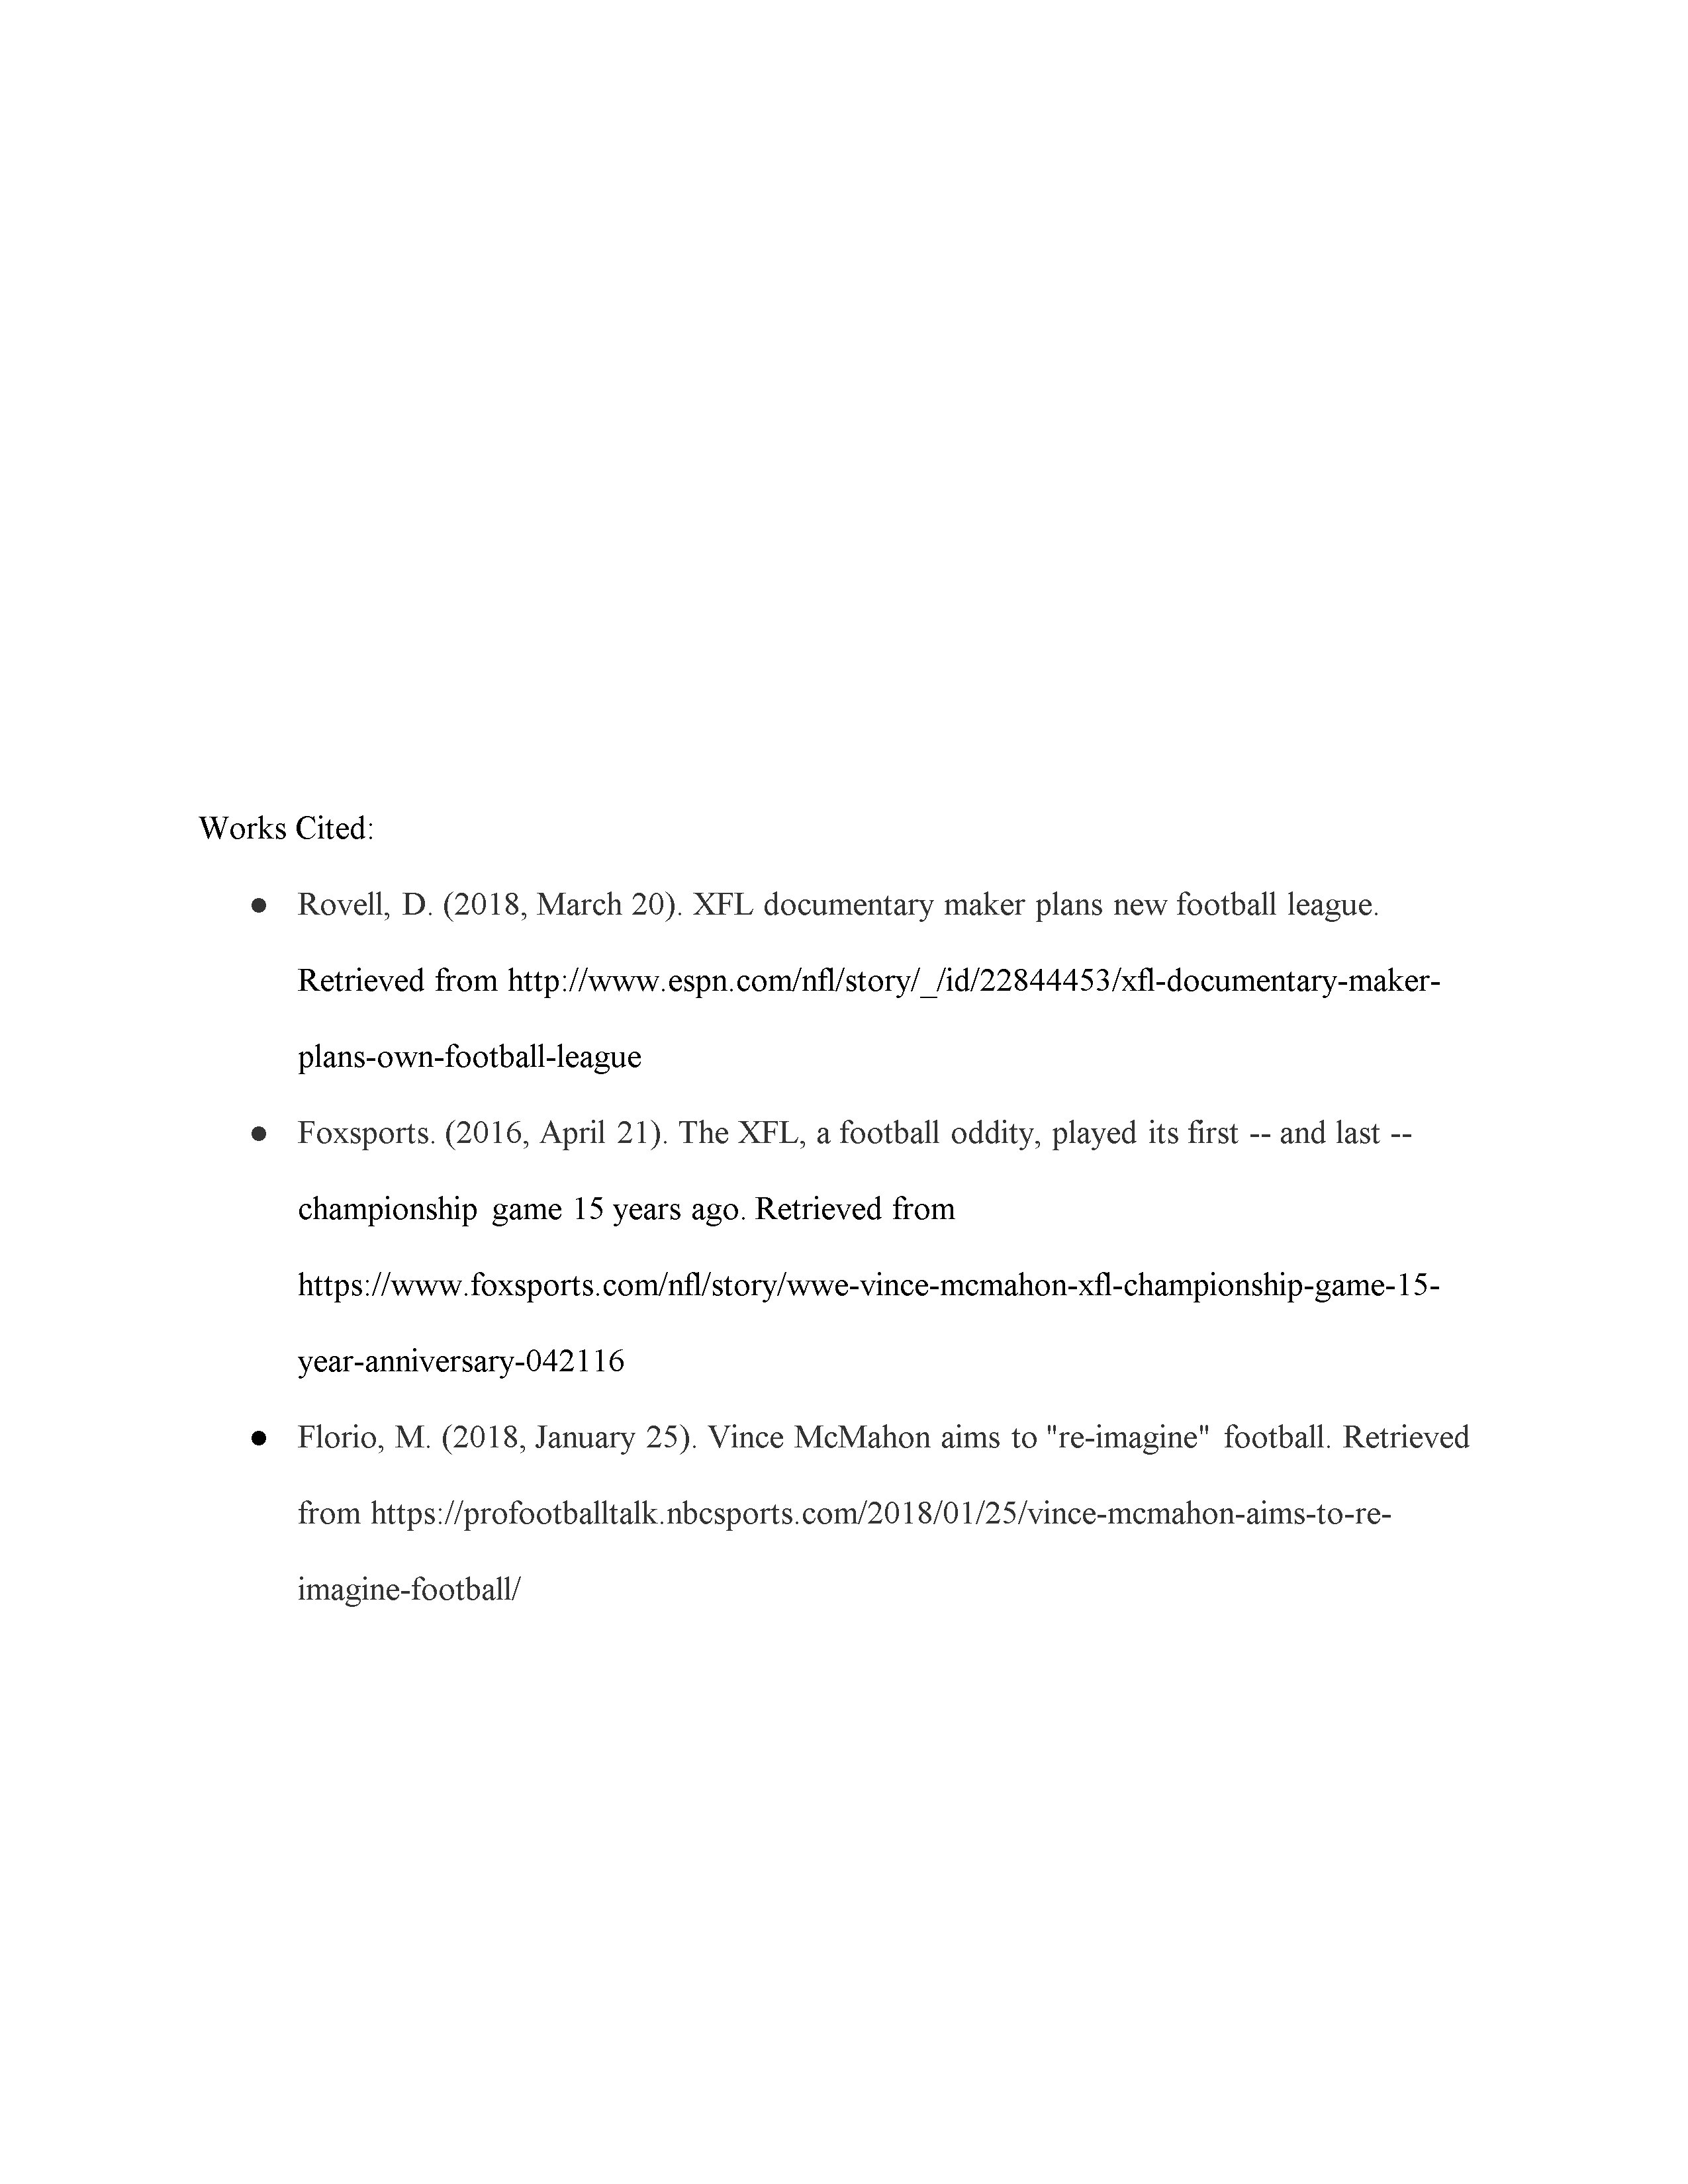 Works Cited:
● Rovell, D. (2018, March 20). XFL documentary maker plans new football league.
Retrieved from http://www.espn.com/nfl/story/_/id/22844453/xfl-documentary-maker-
plans-own-football-league
● Foxsports. (2016, April 21). The XFL, a football oddity, played its first -- and last --
championship game 15 years ago. Retrieved from
https://www.foxsports.com/nfl/story/wwe-vince-mcmahon-xfl-championship-game-15-
year-anniversary-042116
● Florio, M. (2018, January 25). Vince McMahon aims to "re-imagine" football. Retrieved
from https://profootballtalk.nbcsports.com/2018/01/25/vince-mcmahon-aims-to-re-
imagine-football/